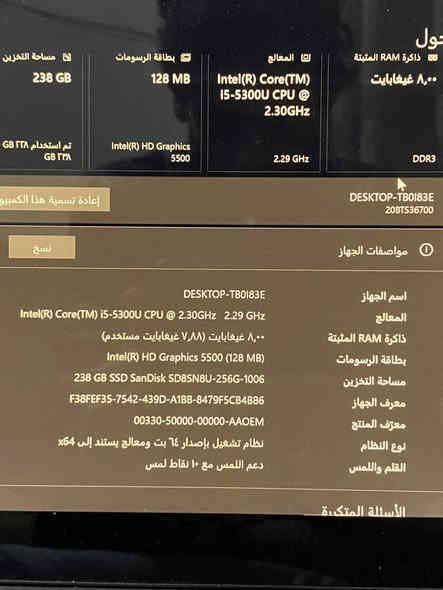 حول
ذاكرة RAM المثبتة
٨,٠٠ غيغابايت
DDR3
المعالج
Intel(R) Core(TM)
i5-5300U CPU @
2.30GHz
2.29 GHz
بطاقة الرسومات
128 MB
Intel(R) HD Graphics
5500
مساحة التخزين
238 GB
تم استخدام ٢٣٨ GB
٢٣٨ GB
DESKTOP-TB0I83E
20BTS36700
إعادة تسمية هذا الكمبيو
مواصفات الجهاز
نسخ
اسم الجهاز DESKTOP-TB0I83E
المعالج Intel(R) Core(TM) i5-5300U CPU @ 2.30GHz 2.29 GHz
ذاكرة RAM المثبتة ٨,٠٠ غيغابايت (٧,٨٨ غيغابايت مستخدم)
بطاقة الرسومات Intel(R) HD Graphics 5500 (128 MB)
مساحة التخزين 238 GB SSD SanDisk SD8SN8U-256G-1006
معرف الجهاز F38FEF35-7542-439D-A1BB-8479F5CB4886
معرّف المنتج 00330-50000-00000-AAOEM
نوع النظام نظام تشغيل بإصدار ٦٤ بت ومعالج يستند إلى x64
القلم واللمس دعم اللمس مع ١٠ نقاط لمس
الأسئلة المتكررة